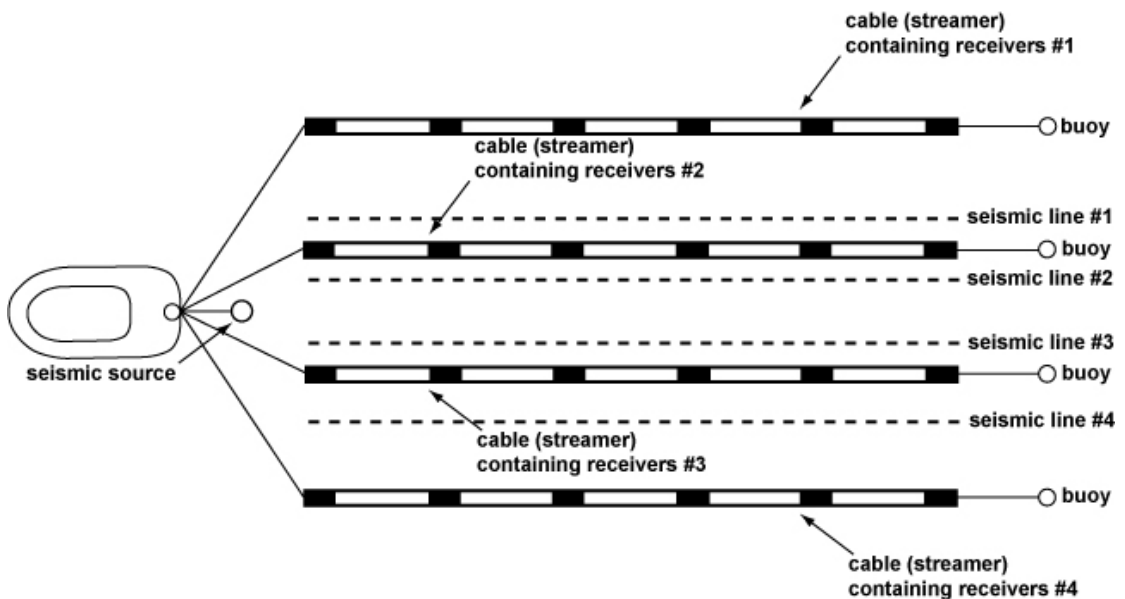 cable (streamer)
containing receivers #1
buoy
cable (streamer)
containing receivers #2
seismic line #1
buoy
seismic line #2
seismic line #3
seismic source
buoy
seismic line #4
cable (streamer)
containing receivers #3
buoy
cable (streamer)
containing receivers #4